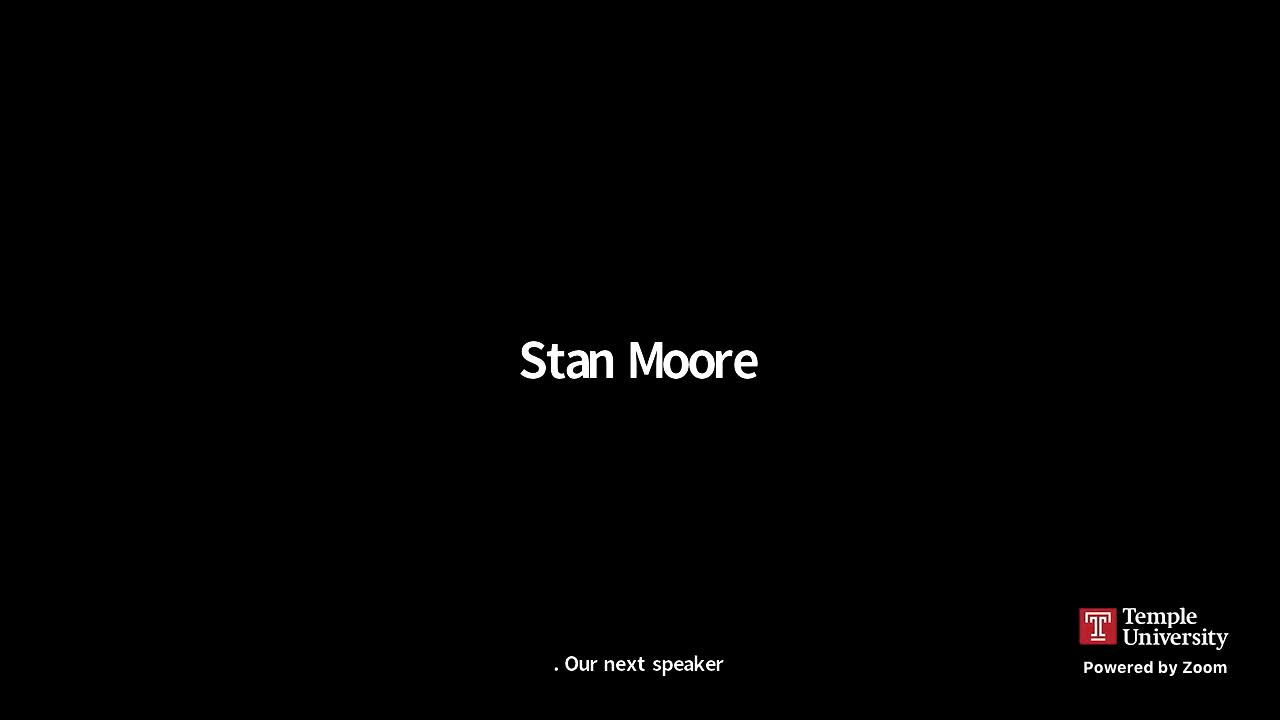 Stan Moore
T Temple
University
Powered by Zoom
. Our next speaker